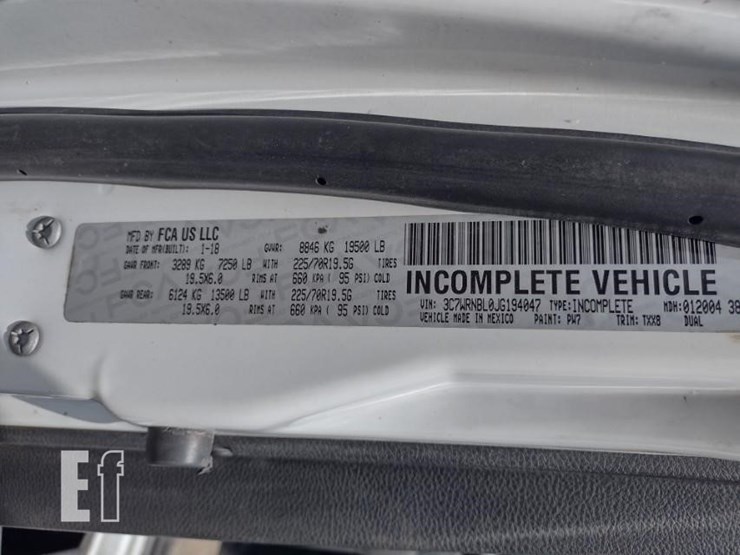 MFD BY FCA US LLC
DATE OF MFR(BUILT): 1-18 GVWR: 8846 KG 19500 LB
GAWR FRONT: 3289 KG 7250 LB WITH 225/70R19.5G TIRES
19.5X6.0 RIMS AT 660 KPA ( 95 PSI) COLD
GAWR REAR: 6124 KG 13500 LB WITH 225/70R19.5G TIRES
19.5X6.0 RIMS AT 660 KPA ( 95 PSI) COLD
INCOMPLETE VEHICLE
VIN: 3C7WRNBL0JG194047 TYPE: INCOMPLETE MDH: 012004 38
VEHICLE MADE IN MEXICO PAINT: PW7 TRIM: TXX8 DUAL
Ef